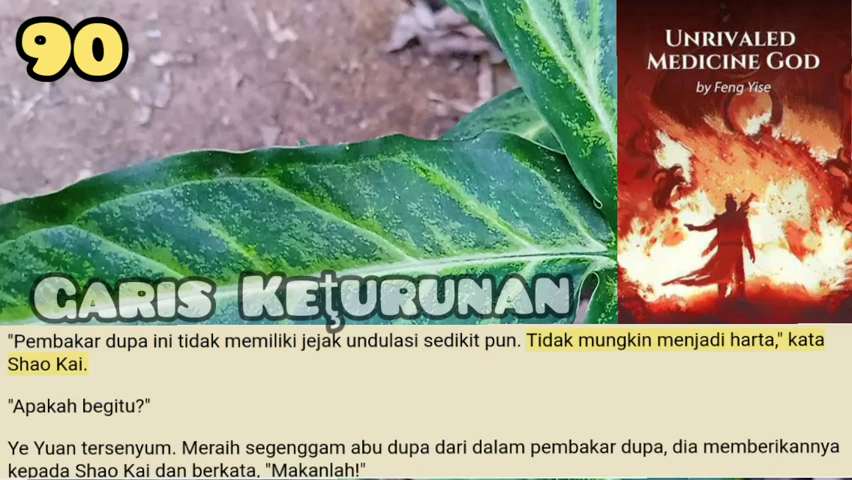 90
UNRIVALED
MEDICINE GOD
by Feng Yise
GARIS KEŢURUNAN
"Pembakar dupa ini tidak memiliki jejak undulasi sedikit pun. Tidak mungkin menjadi harta," kata
Shao Kai.
"Apakah begitu?"
Ye Yuan tersenyum. Meraih segenggam abu dupa dari dalam pembakar dupa, dia memberikannya
kepada Shao Kai dan berkata, "Makanlah!"